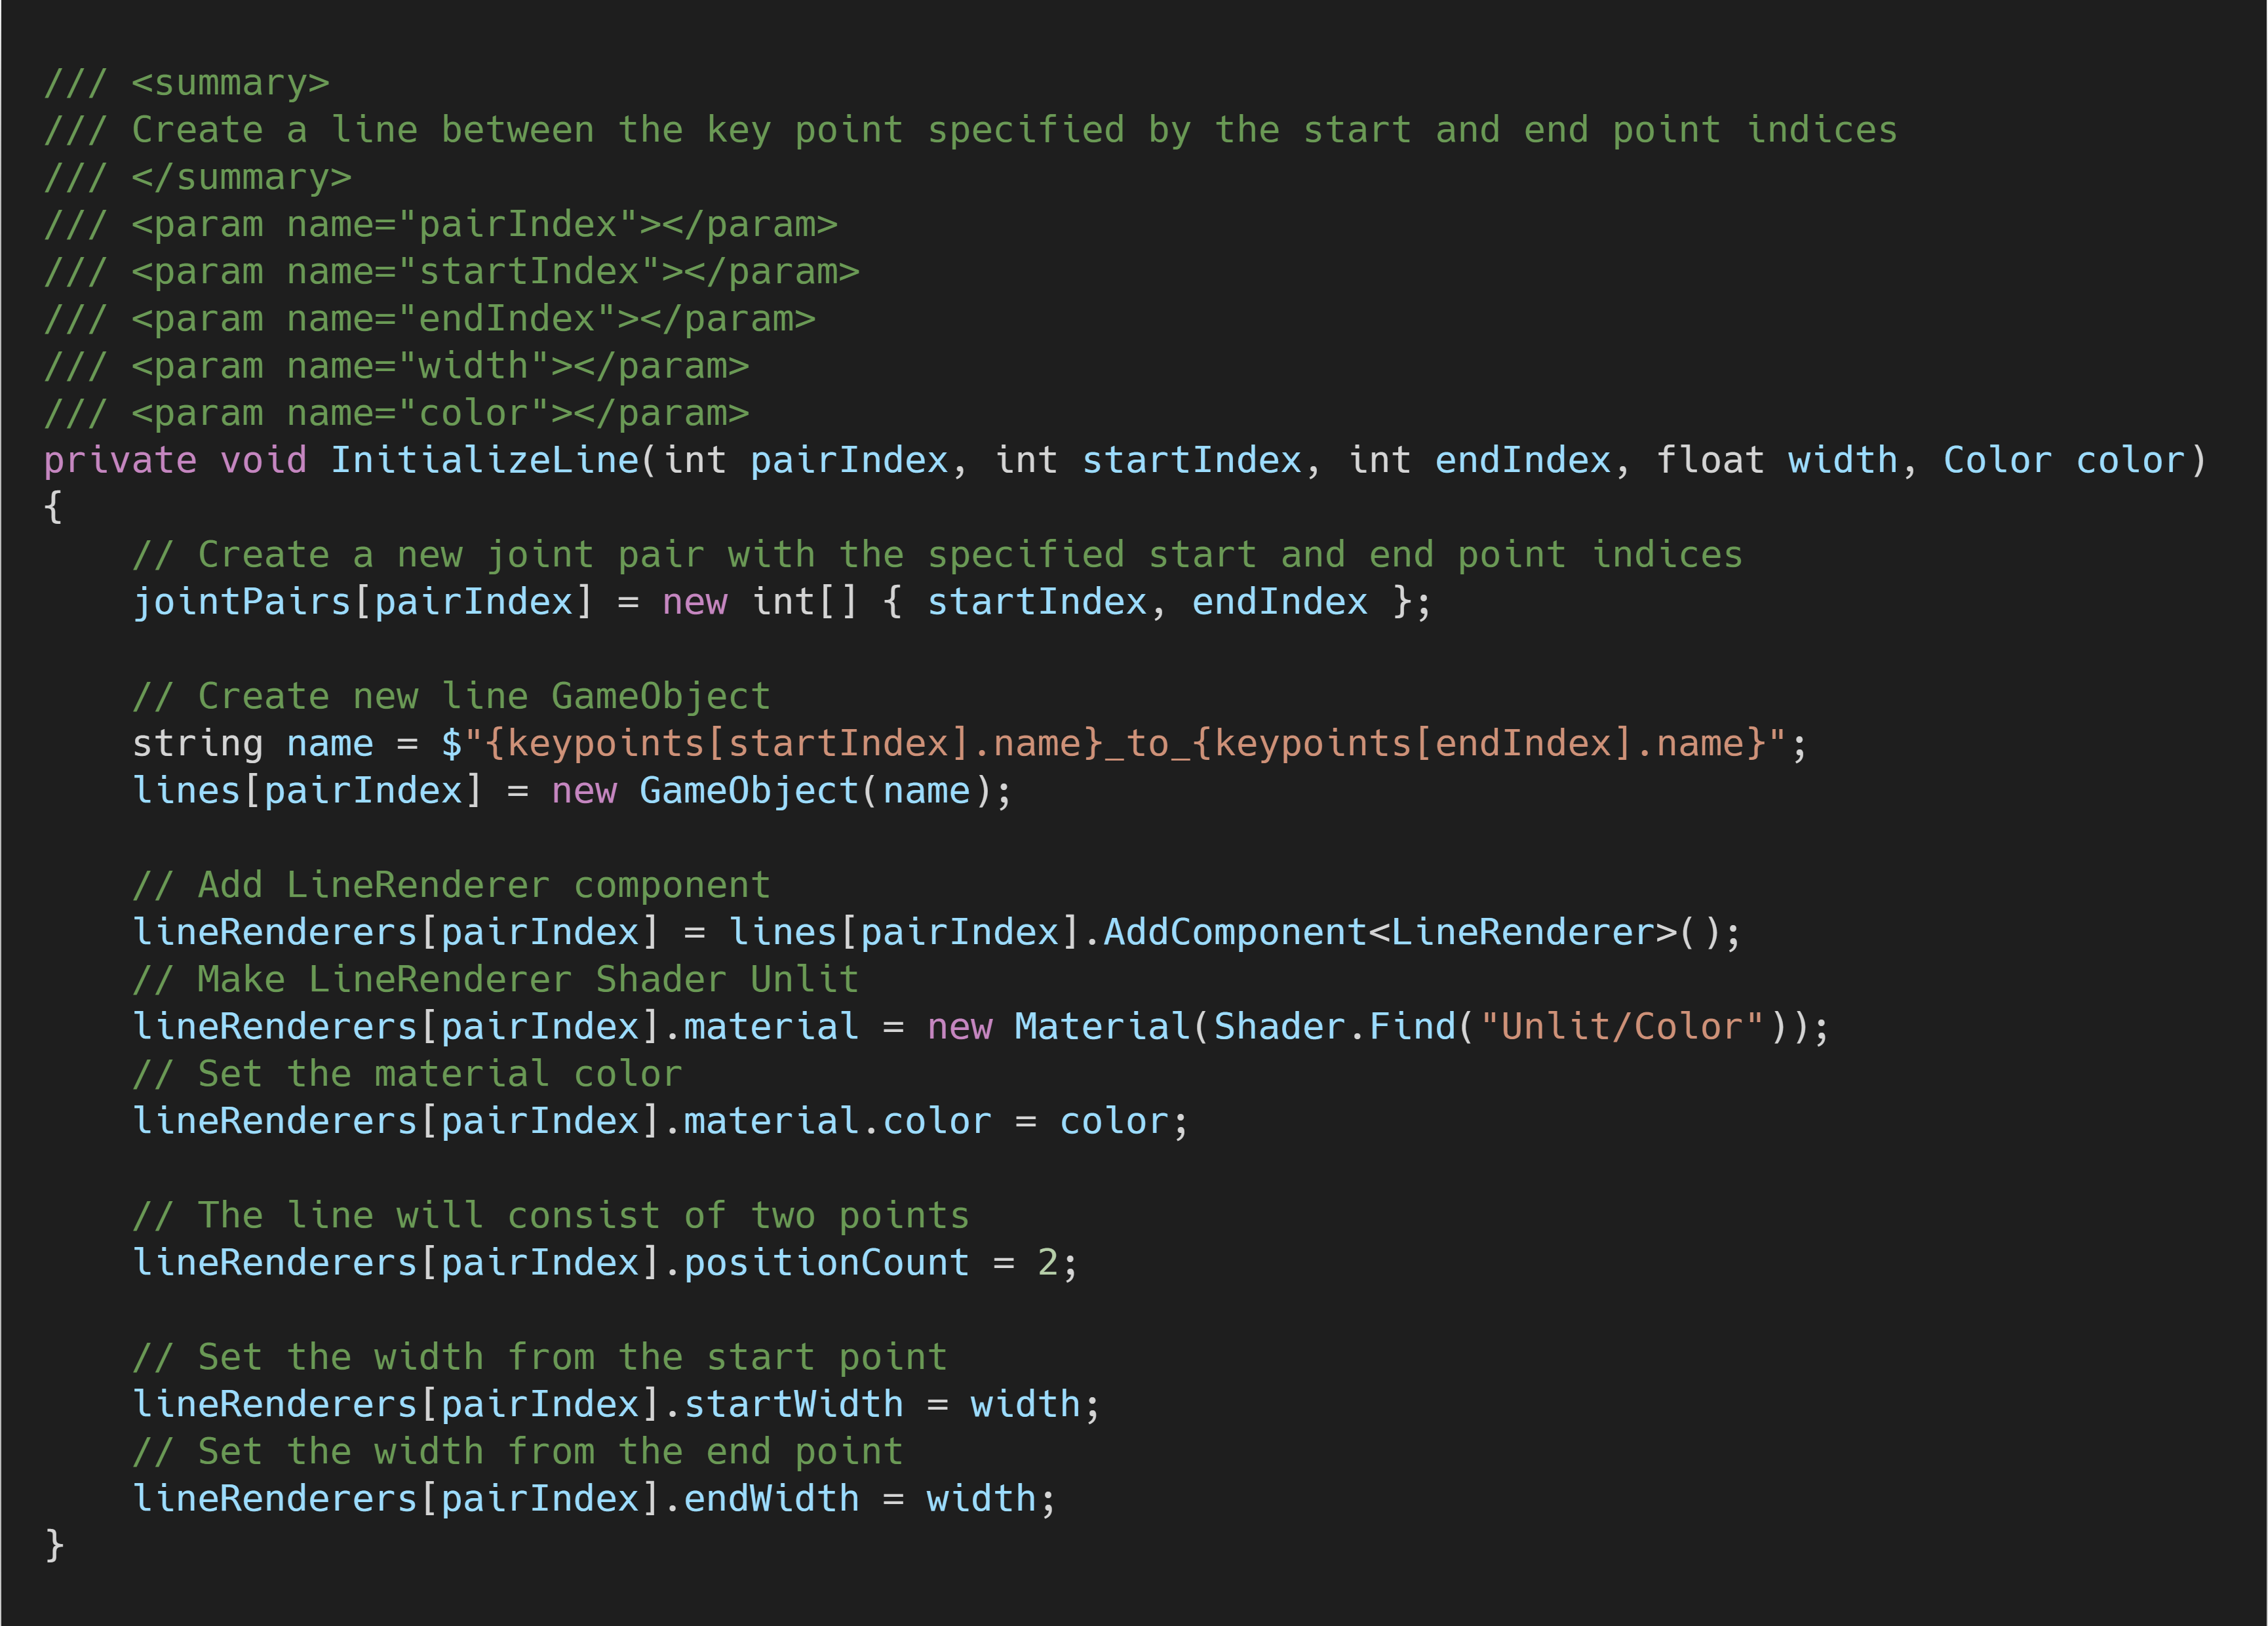 /// <summary>
/// Create a line between the key point specified by the start and end point indices
/// </summary>
/// <param name="pairIndex"></param>
/// <param name="startIndex"></param>
/// <param name="endIndex"></param>
/// <param name="width"></param>
/// <param name="color"></param>
private void InitializeLine(int pairIndex, int startIndex, int endIndex, float width, Color color)
{
    // Create a new joint pair with the specified start and end point indices
    jointPairs[pairIndex] = new int[] { startIndex, endIndex };

    // Create new line GameObject
    string name = $"{keypoints[startIndex].name}_to_{keypoints[endIndex].name}";
    lines[pairIndex] = new GameObject(name);

    // Add LineRenderer component
    lineRenderers[pairIndex] = lines[pairIndex].AddComponent<LineRenderer>();
    // Make LineRenderer Shader Unlit
    lineRenderers[pairIndex].material = new Material(Shader.Find("Unlit/Color"));
    // Set the material color
    lineRenderers[pairIndex].material.color = color;

    // The line will consist of two points
    lineRenderers[pairIndex].positionCount = 2;

    // Set the width from the start point
    lineRenderers[pairIndex].startWidth = width;
    // Set the width from the end point
    lineRenderers[pairIndex].endWidth = width;
}